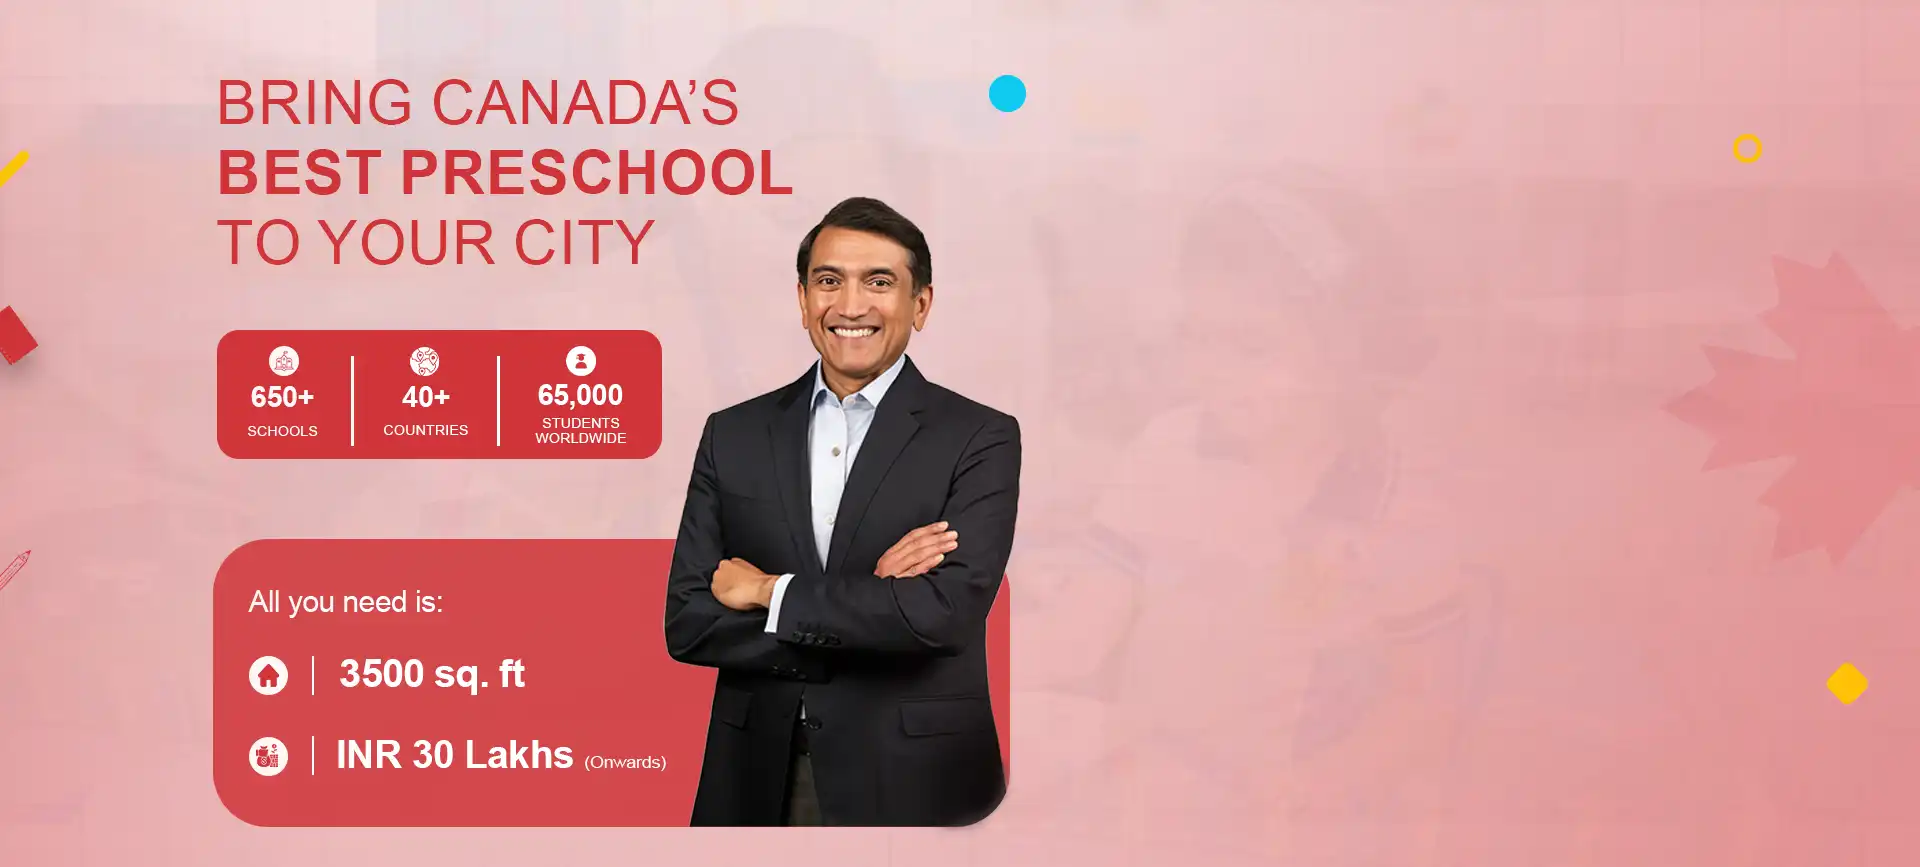 BRING CANADA’S
BEST PRESCHOOL
TO YOUR CITY
650+
SCHOOLS
40+
COUNTRIES
65,000
STUDENTS
WORLDWIDE
All you need is:
3500 sq. ft
INR 30 Lakhs (Onwards)